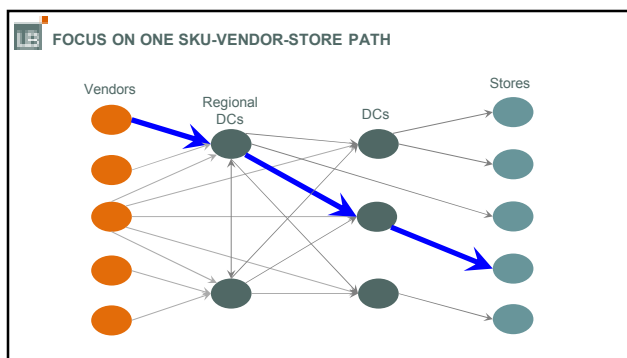 LB
FOCUS ON ONE SKU-VENDOR-STORE PATH
Vendors
Regional
DCs
DCs
Stores